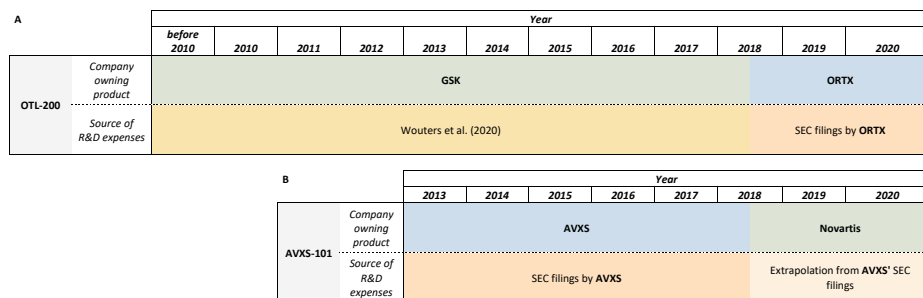 A
Year
before
2010 2010 2011 2012 2013 2014 2015 2016 2017 2018 2019 2020
OTL-200
Company
owning
product
GSK ORTX
Source of
R&D expenses
Wouters et al. (2020) SEC filings by ORTX
B
Year
2013 2014 2015 2016 2017 2018 2019 2020
AVXS-101
Company
owning
product
AVXS Novartis
Source of
R&D
expenses
SEC filings by AVXS
Extrapolation from AVXS' SEC
filings